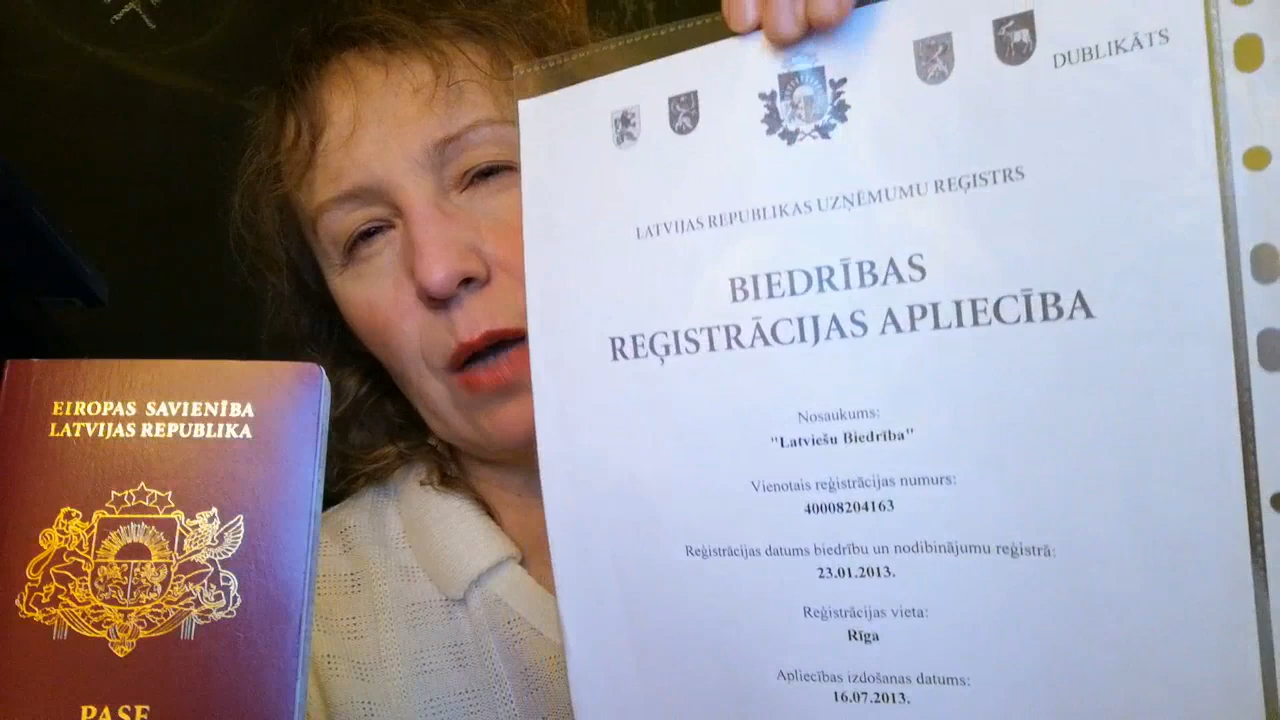 EIROPAS SAVIENĪBA
LATVIJAS REPUBLIKA
PASE
DUBLIKĀTS
LATVIJAS REPUBLIKAS UZŅĒMUMU REĢISTRS
BIEDRĪBAS
REĢISTRĀCIJAS APLIECĪBA
Nosaukums:
"Latviešu Biedrība"
Vienotais reģistrācijas numurs:
40008204163
Reģistrācijas datums biedrību un nodibinājumu reģistrā:
23.01.2013.
Reģistrācijas vieta:
Rīga
Apliecības izdošanas datums:
16.07.2013.